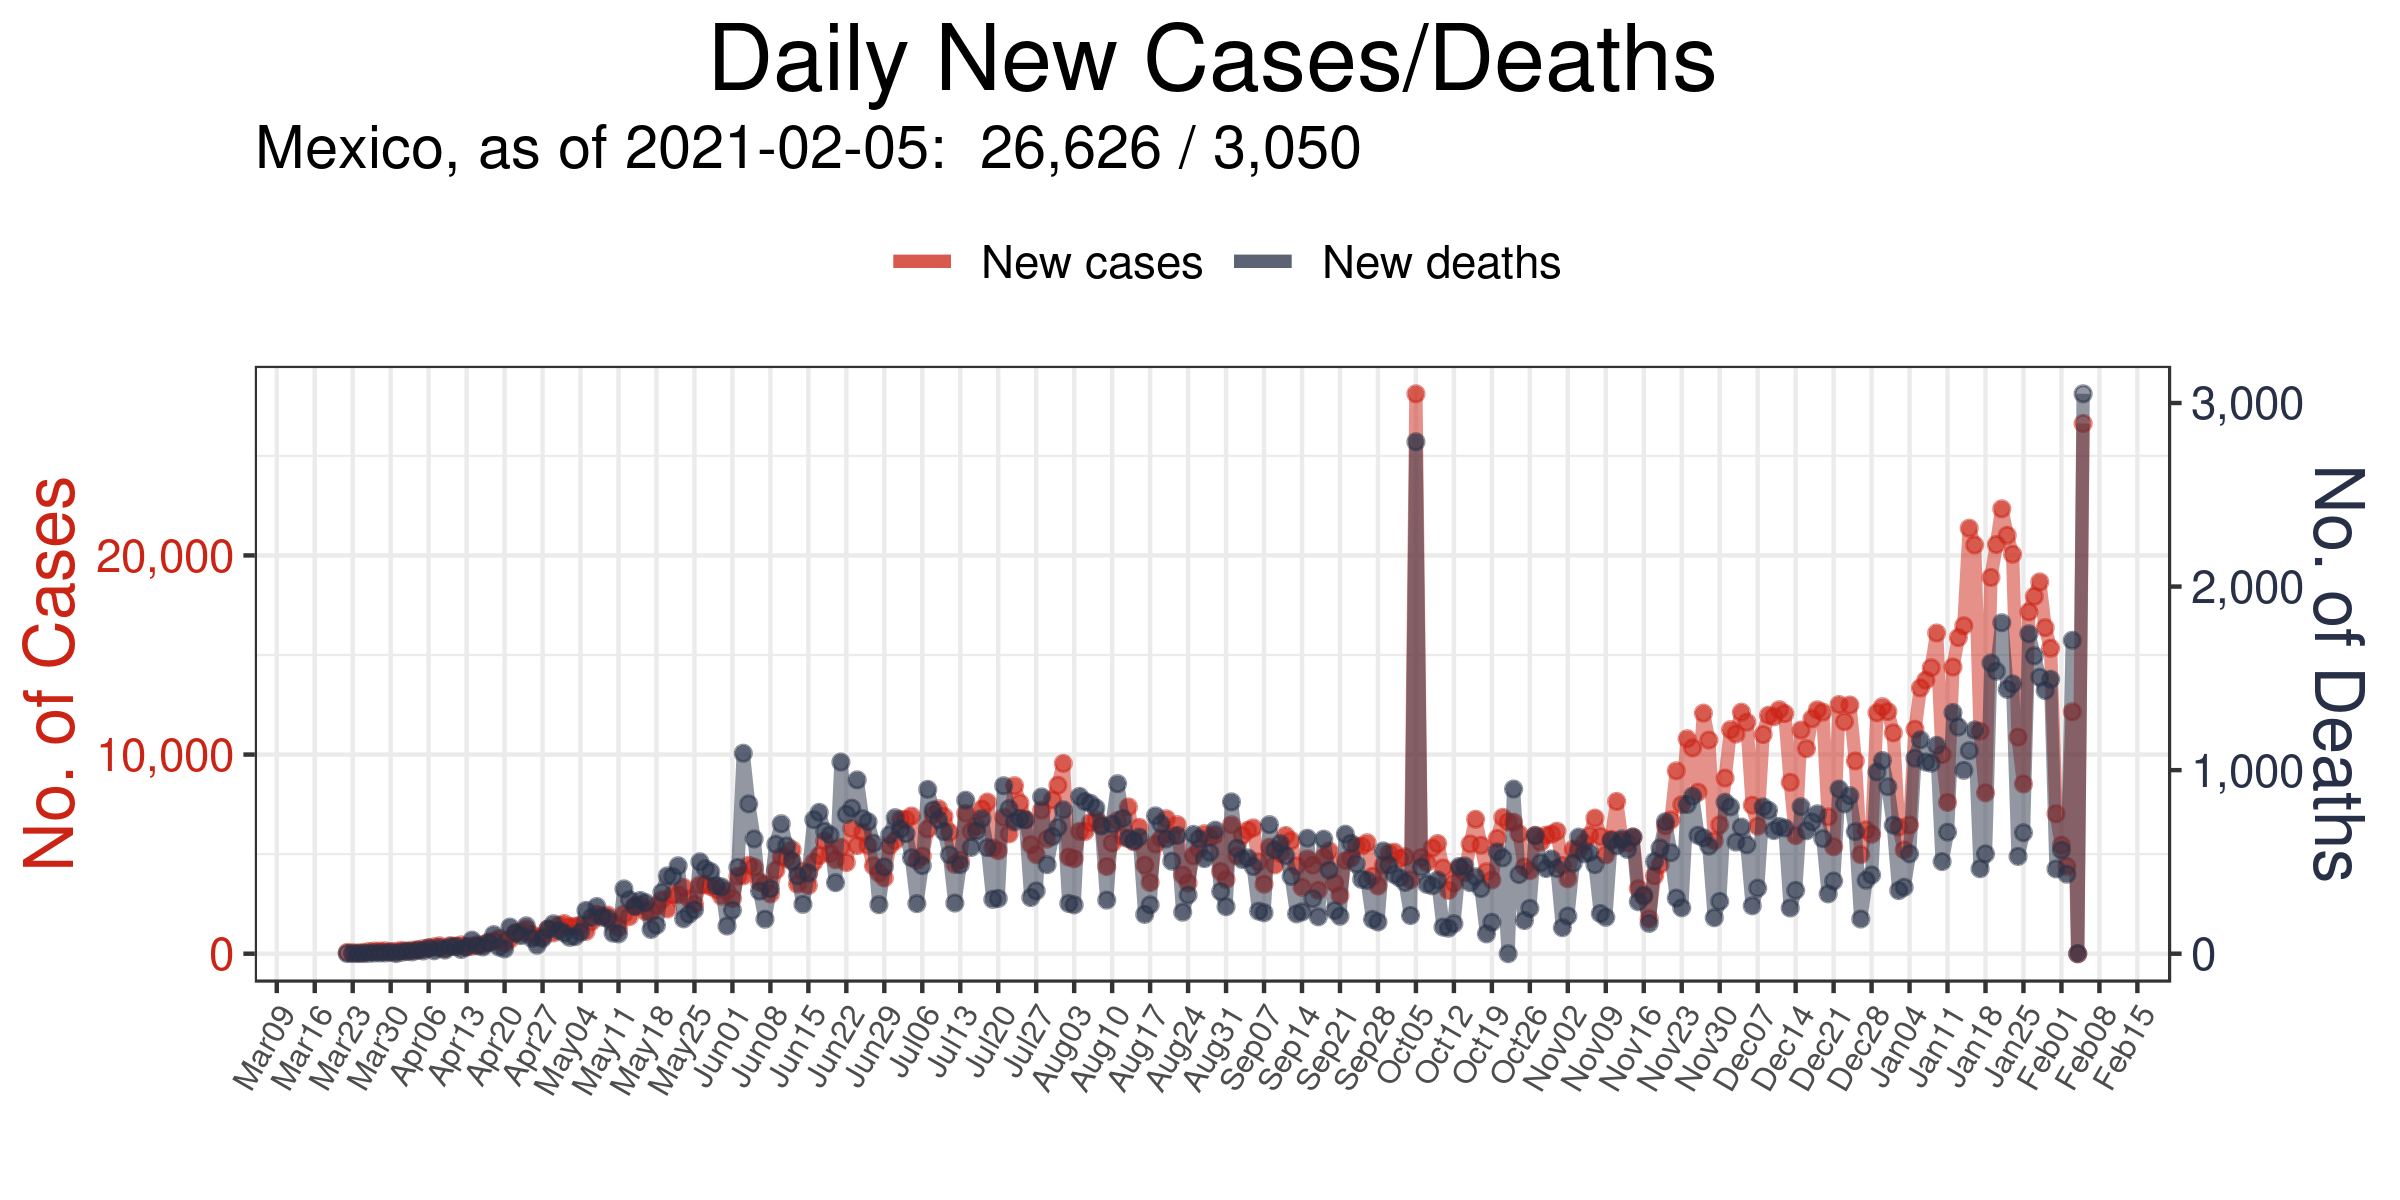 Daily New Cases/Deaths
Mexico, as of 2021-02-05:  26,626 / 3,050
New cases
New deaths
No. of Cases
20,000
10,000
0
3,000
2,000
1,000
0
No. of Deaths
Mar09
Mar16
Mar23
Mar30
Apr06
Apr13
Apr20
Apr27
May04
May11
May18
May25
Jun01
Jun08
Jun15
Jun22
Jun29
Jul06
Jul13
Jul20
Jul27
Aug03
Aug10
Aug17
Aug24
Aug31
Sep07
Sep14
Sep21
Sep28
Oct05
Oct12
Oct19
Oct26
Nov02
Nov09
Nov16
Nov23
Nov30
Dec07
Dec14
Dec21
Dec28
Jan04
Jan11
Jan18
Jan25
Feb01
Feb08
Feb15